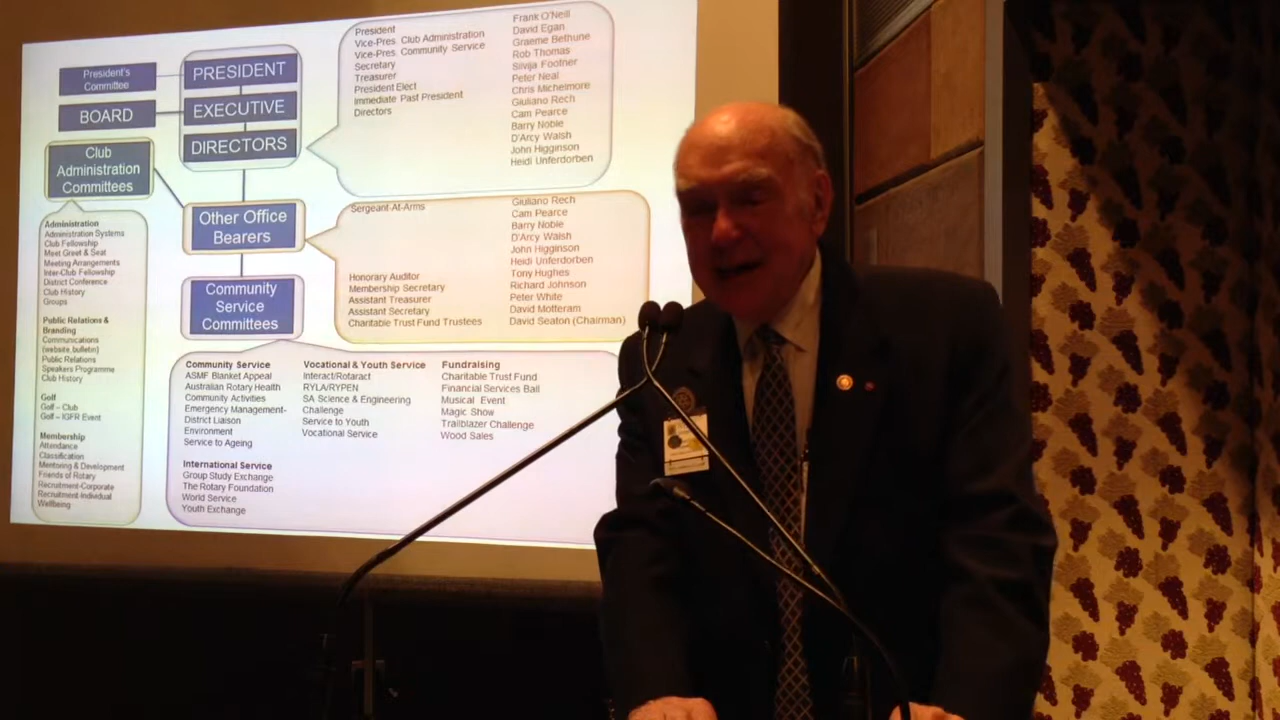 President's
Committee
PRESIDENT
BOARD
EXECUTIVE
DIRECTORS
Club
Administration
Committees
Other Office
Bearers
Community
Service
Committees
President
Vice-Pres Club Administration
Vice-Pres Community Service
Secretary
Treasurer
President Elect
Immediate Past President
Directors
Frank O'Neill
David Egan
Graeme Bethune
Rob Thomas
Silvija Footner
Peter Neal
Chris Michelmore
Giuliano Rech
Cam Pearce
Barry Noble
D'Arcy Walsh
John Higginson
Heidi Unferdorben
Sergeant-At-Arms
Honorary Auditor
Membership Secretary
Assistant Treasurer
Assistant Secretary
Charitable Trust Fund Trustees
Giuliano Rech
Cam Pearce
Barry Noble
D'Arcy Walsh
John Higginson
Heidi Unferdorben
Tony Hughes
Richard Johnson
Peter White
David Motteram
David Seaton (Chairman)
Administration
Administration Systems
Club Fellowship
Meet Greet & Seat
Meeting Arrangements
Inter-Club Fellowship
District Conference
Club History
Groups
Public Relations &
Branding
Communications
(website,bulletin)
Public Relations
Speakers Programme
Club History
Golf
Golf – Club
Golf – IGFR Event
Membership
Attendance
Classification
Mentoring & Development
Friends of Rotary
Recruitment-Corporate
Recruitment-Individual
Wellbeing
Community Service
ASMF Blanket Appeal
Australian Rotary Health
Community Activities
Emergency Management-
District Liaison
Environment
Service to Ageing
International Service
Group Study Exchange
The Rotary Foundation
World Service
Youth Exchange
Vocational & Youth Service
Interact/Rotaract
RYLA/RYPEN
SA Science & Engineering
Challenge
Service to Youth
Vocational Service
Fundraising
Charitable Trust Fund
Financial Services Ball
Musical Event
Magic Show
Trailblazer Challenge
Wood Sales